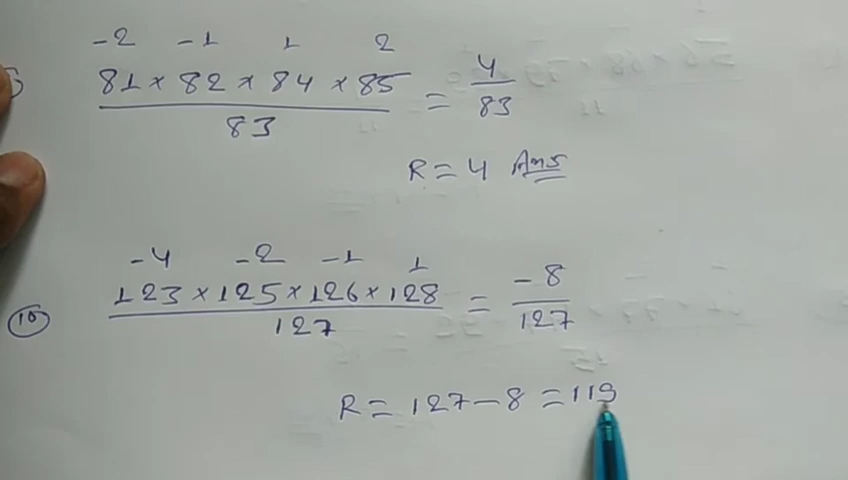 -2 -1 1 2
81 × 82 × 84 × 85 = 4
83 83
R = 4 Ans
-4 -2 -1 1
10 123 × 125 × 126 × 128 = -8
127 127
R = 127 - 8 = 119